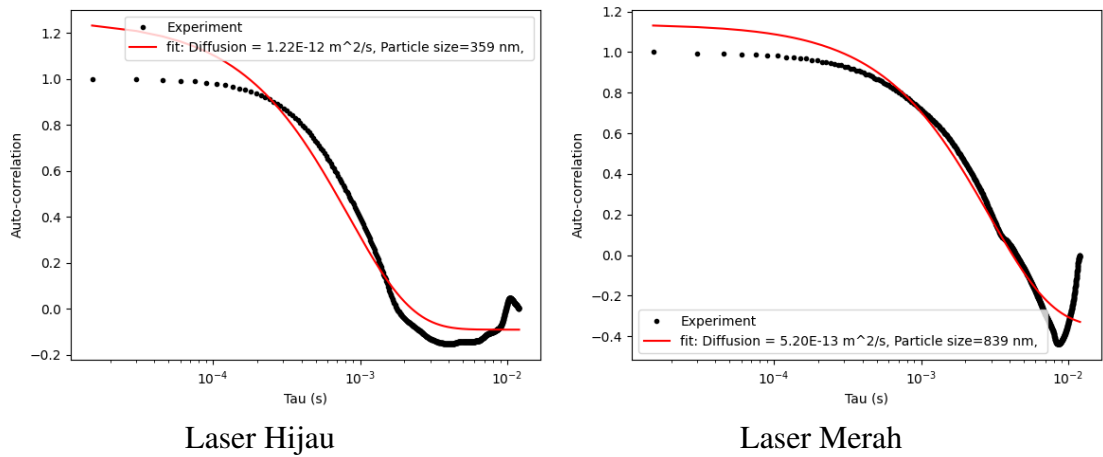 1.2
1.0
0.8
0.6
0.4
0.2
0.0
−0.2
Auto-correlation
Experiment
fit: Diffusion = 1.22E-12 m^2/s, Particle size=359 nm,
10⁻⁴
10⁻³
10⁻²
Tau (s)
Laser Hijau
1.2
1.0
0.8
0.6
0.4
0.2
0.0
−0.2
−0.4
Auto-correlation
Experiment
fit: Diffusion = 5.20E-13 m^2/s, Particle size=839 nm,
10⁻⁴
10⁻³
10⁻²
Tau (s)
Laser Merah